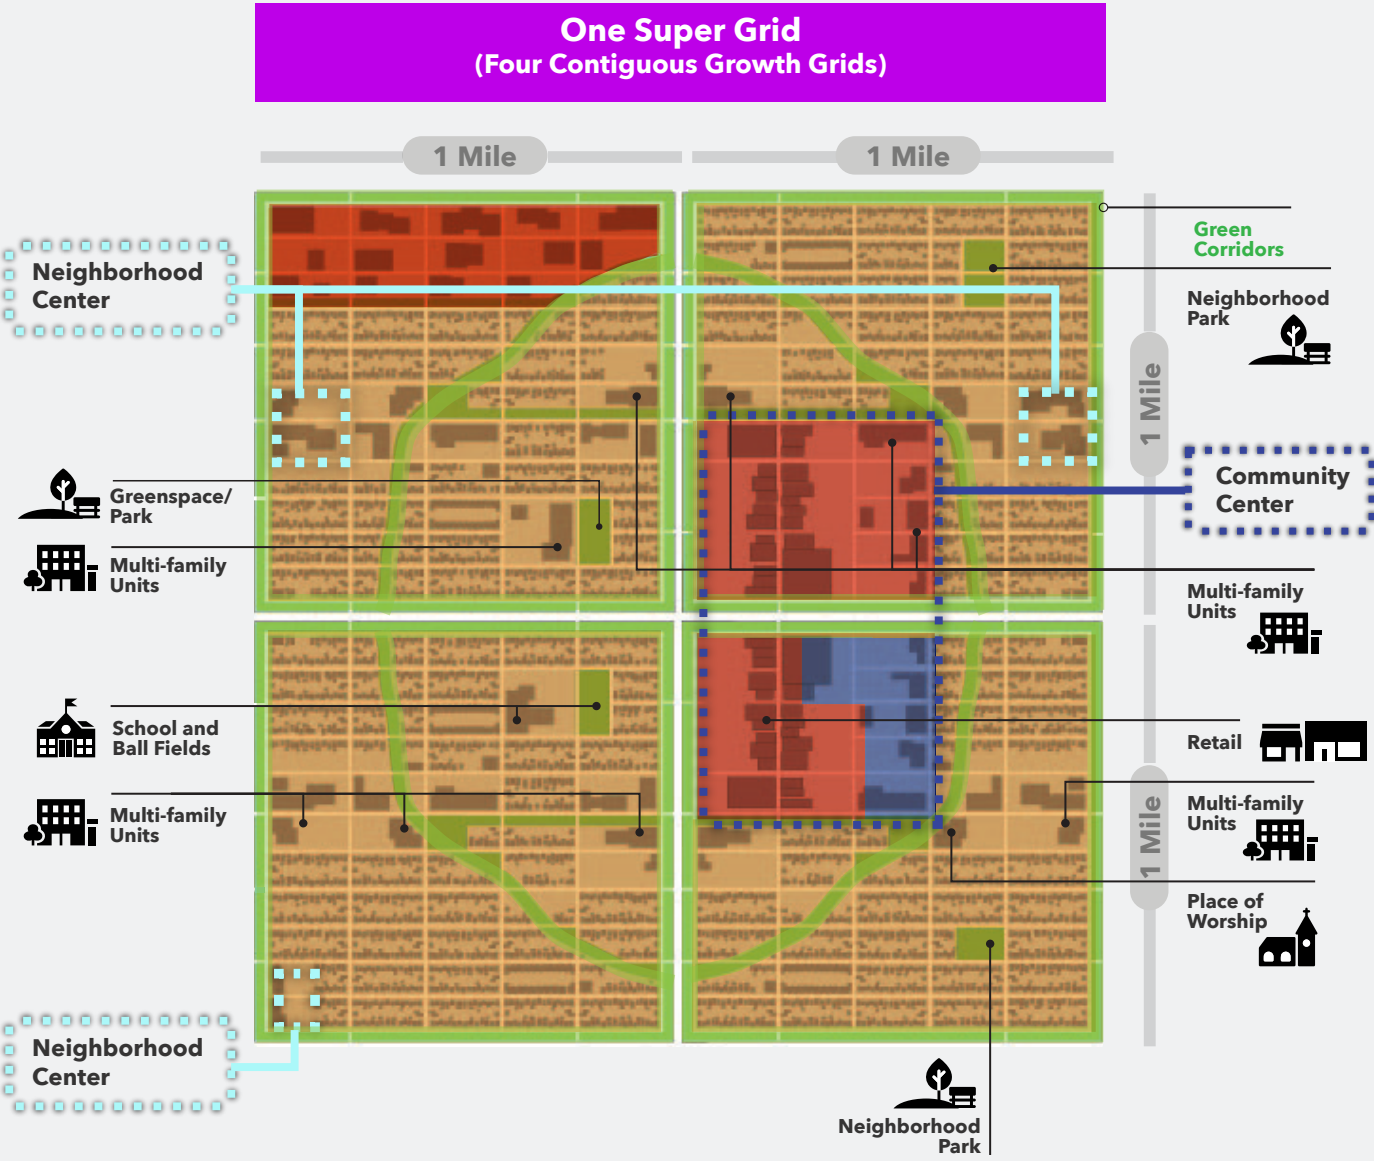 One Super Grid
(Four Contiguous Growth Grids)
1 Mile
1 Mile
Green
Corridors
Neighborhood
Center
Neighborhood
Park
1 Mile
Community
Center
Greenspace/
Park
Multi-family
Units
Multi-family
Units
School and
Ball Fields
Retail
Multi-family
Units
Multi-family
Units
1 Mile
Place of
Worship
Neighborhood
Center
Neighborhood
Park